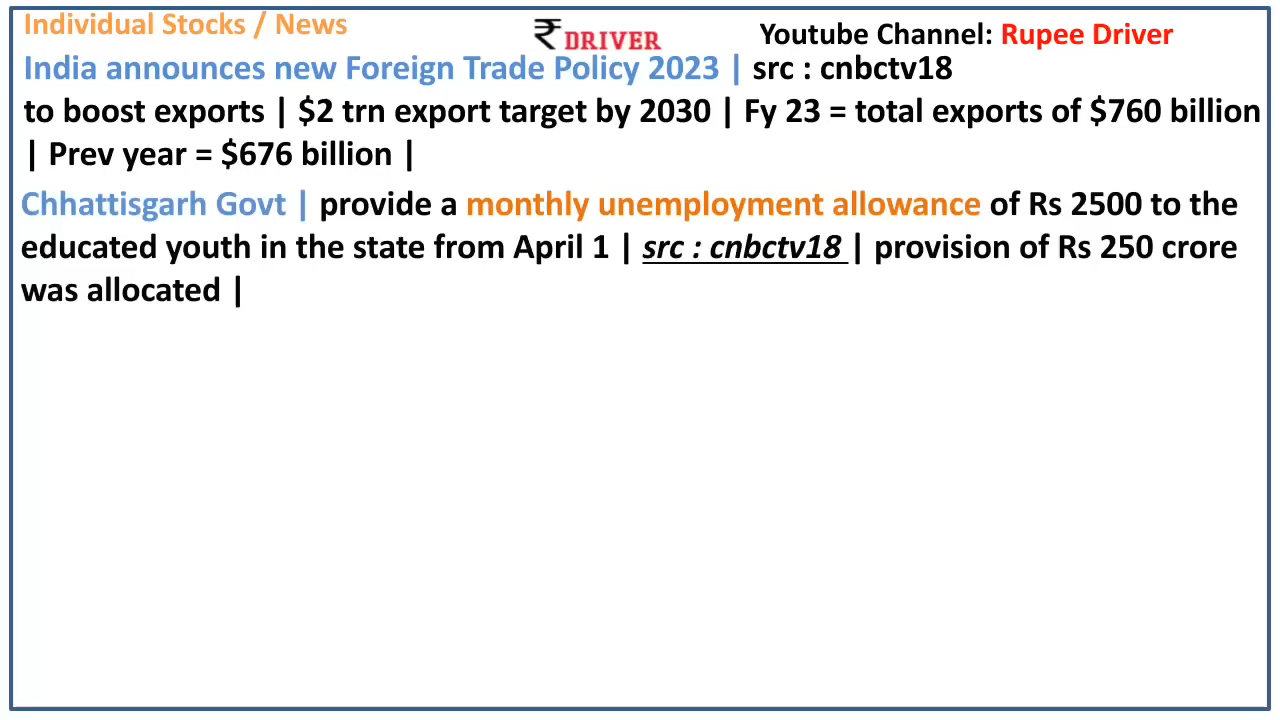 Individual Stocks / News
₹ DRIVER
Youtube Channel: Rupee Driver
India announces new Foreign Trade Policy 2023 | src : cnbctv18
to boost exports | $2 trn export target by 2030 | Fy 23 = total exports of $760 billion
| Prev year = $676 billion |
Chhattisgarh Govt | provide a monthly unemployment allowance of Rs 2500 to the
educated youth in the state from April 1 | src : cnbctv18 | provision of Rs 250 crore
was allocated |